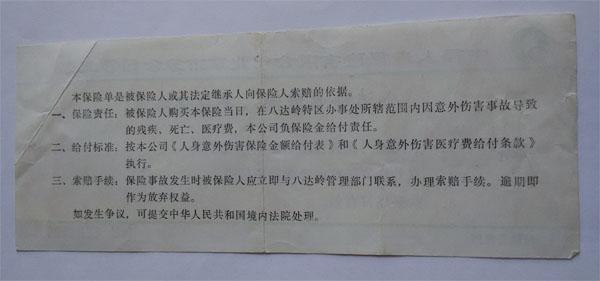 本保险单是被保险人或其法定继承人向保险人索赔的依据。
一、保险责任：被保险人购买本保险当日，在八达岭特区办事处所辖范围内因意外伤害事故导致
的残疾、死亡、医疗费，本公司负保险金给付责任。
二、给付标准：按本公司《人身意外伤害保险金额给付表》和《人身意外伤害医疗费给付条款》
执行。
三、索赔手续：保险事故发生时被保险人应立即与八达岭管理部门联系，办理索赔手续。逾期即
作为放弃权益。
如发生争议，可提交中华人民共和国境内法院处理。